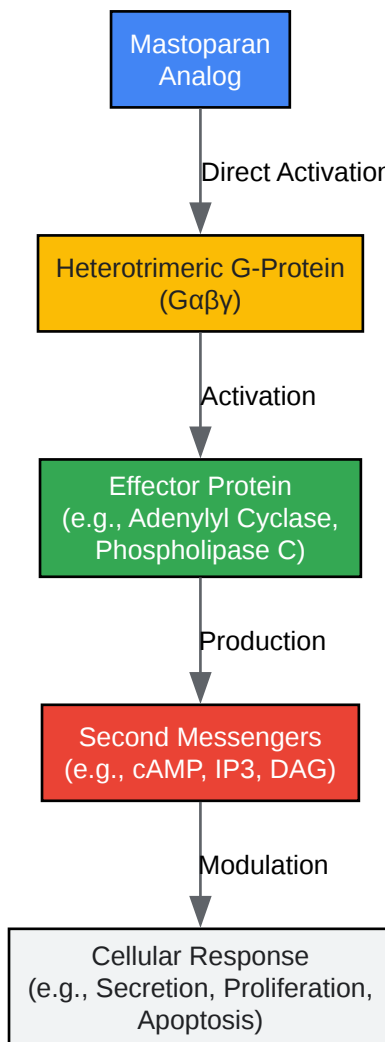 Mastoparan
Analog
Direct Activation
Heterotrimeric G-Protein
(Gαβγ)
Activation
Effector Protein
(e.g., Adenylyl Cyclase,
Phospholipase C)
Production
Second Messengers
(e.g., cAMP, IP3, DAG)
Modulation
Cellular Response
(e.g., Secretion, Proliferation,
Apoptosis)